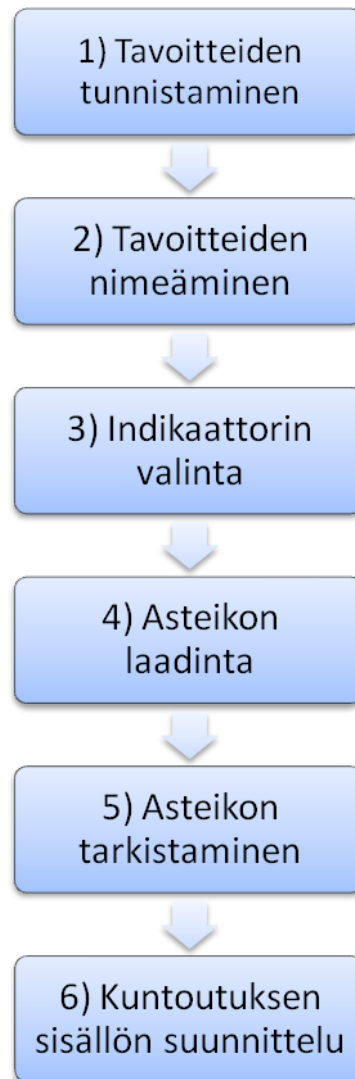 1) Tavoitteiden
tunnistaminen
2) Tavoitteiden
nimeäminen
3) Indikaattorin
valinta
4) Asteikon
laadinta
5) Asteikon
tarkistaminen
6) Kuntoutuksen
sisällön suunnittelu